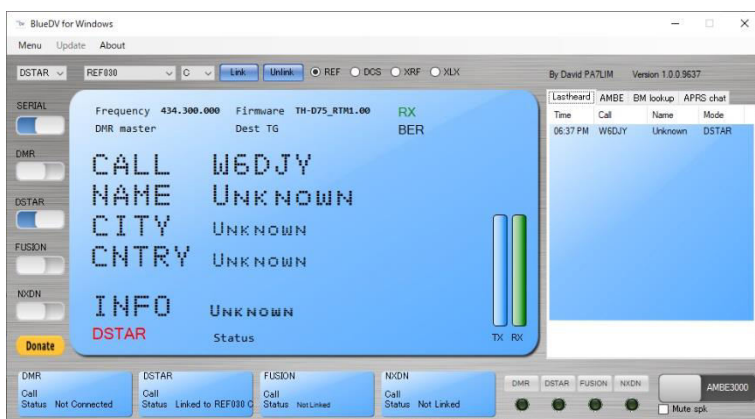 BlueDV for Windows
Menu Update About
DSTAR REF030 C Link Unlink REF DCS XRF XLX By David PA7LIM Version 1.0.0.9637
SERIAL
DMR
DSTAR
FUSION
NXDN
Donate
Frequency 434.300.000 Firmware TH-D75_RTM1.00 RX
DMR master Dest TG BER
CALL W6DJY
NAME Unknown
CITY Unknown
CNTRY Unknown
INFO Unknown
DSTAR Status TX RX
Lastheard AMBE BM lookup APRS chat
Time Call Name Mode
06:37 PM W6DJY Unknown DSTAR
DMR
Call
Status Not Connected
DSTAR
Call
Status Linked to REF030 C
FUSION
Call
Status Not Linked
NXDN
Call
Status Not Linked
DMR DSTAR FUSION NXDN
AMBE3000
Mute spk